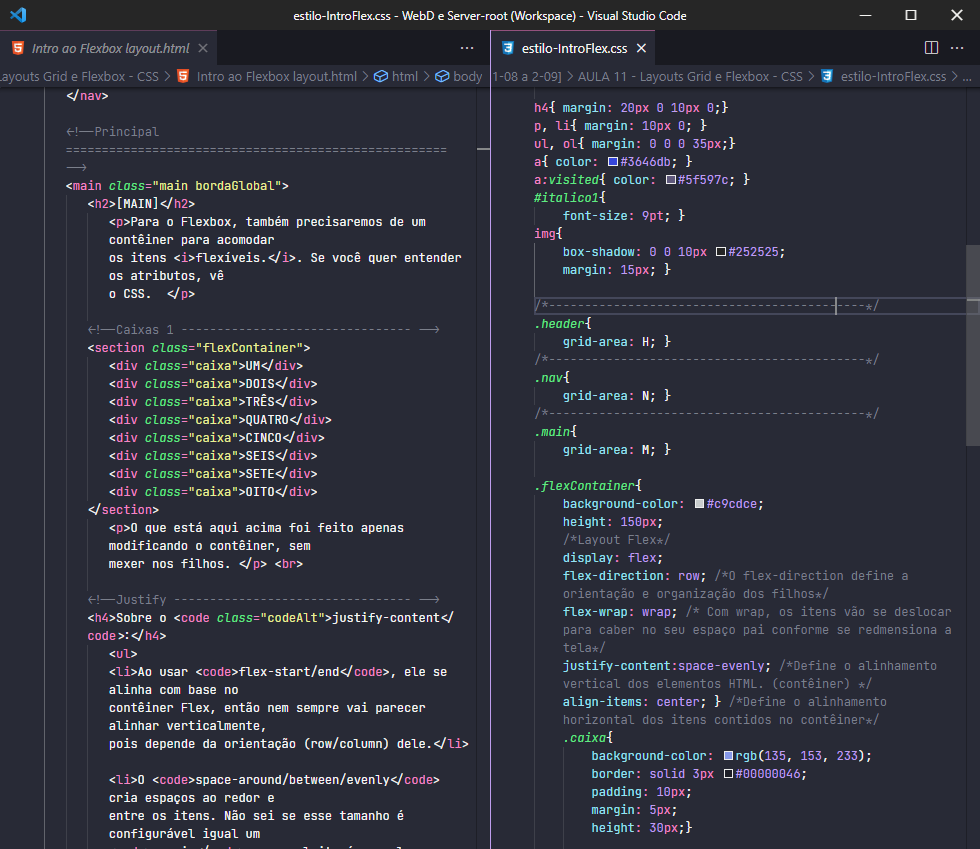 estilo-IntroFlex.css - WebD e Server-root (Workspace) - Visual Studio Code
Intro ao Flexbox layout.html
ayouts Grid e Flexbox - CSS > Intro ao Flexbox layout.html > html > body
</nav>
<!--Principal
=====================================================
-->
<main class="main bordaGlobal">
<h2>[MAIN]</h2>
<p>Para o Flexbox, também precisaremos de um
contêiner para acomodar
os itens <i>flexíveis.</i>. Se você quer entender
os atributos, vê
o CSS.  </p>
<!--Caixas 1 -------------------------------- -->
<section class="flexContainer">
<div class="caixa">UM</div>
<div class="caixa">DOIS</div>
<div class="caixa">TRÊS</div>
<div class="caixa">QUATRO</div>
<div class="caixa">CINCO</div>
<div class="caixa">SEIS</div>
<div class="caixa">SETE</div>
<div class="caixa">OITO</div>
</section>
<p>O que está aqui acima foi feito apenas
modificando o contêiner, sem
mexer nos filhos. </p> <br>
<!--Justify --------------------------------- -->
<h4>Sobre o <code class="codeAlt">justify-content</
code>:</h4>
<ul>
<li>Ao usar <code>flex-start/end</code>, ele se
alinha com base no
contêiner Flex, então nem sempre vai parecer
alinhar verticalmente,
pois depende da orientação (row/column) dele.</li>
<li>O <code>space-around/between/evenly</code>
cria espaços ao redor e
entre os itens. Não sei se esse tamanho é
configurável igual um
estilo-IntroFlex.css
1-08 a 2-09] > AULA 11 - Layouts Grid e Flexbox - CSS > estilo-IntroFlex.css > ...
h4{ margin: 20px 0 10px 0;}
p, li{ margin: 10px 0; }
ul, ol{ margin: 0 0 0 35px;}
a{ color: #3646db; }
a:visited{ color: #5f597c; }
#italico1{
font-size: 9pt; }
img{
box-shadow: 0 0 10px #252525;
margin: 15px; }
/*--------------------------------------------*/
.header{
grid-area: H; }
/*--------------------------------------------*/
.nav{
grid-area: N; }
/*--------------------------------------------*/
.main{
grid-area: M; }
.flexContainer{
background-color: #c9cdce;
height: 150px;
/*Layout Flex*/
display: flex;
flex-direction: row; /*O flex-direction define a
orientação e organização dos filhos*/
flex-wrap: wrap; /* Com wrap, os itens vão se deslocar
para caber no seu espaço pai conforme se redmensiona a
tela*/
justify-content:space-evenly; /*Define o alinhamento
vertical dos elementos HTML. (contêiner) */
align-items: center; } /*Define o alinhamento
horizontal dos itens contidos no contêiner*/
.caixa{
background-color: rgb(135, 153, 233);
border: solid 3px #00000046;
padding: 10px;
margin: 5px;
height: 30px;}